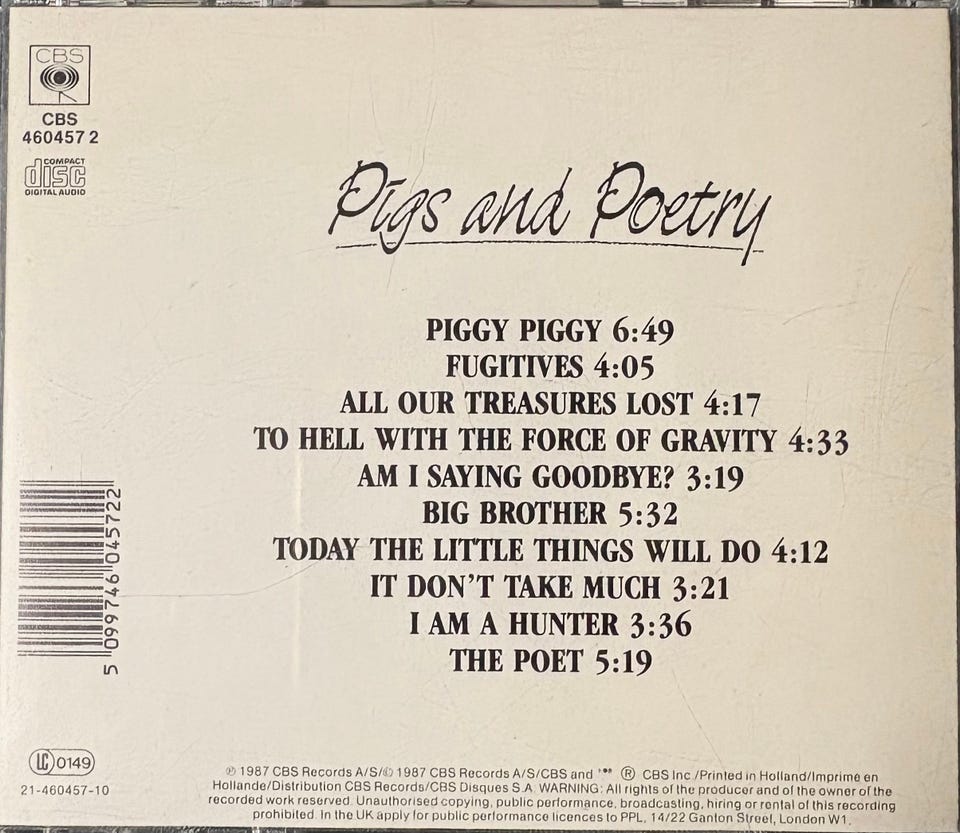 CBS
CBS
460457 2
COMPACT
disc
DIGITAL AUDIO
Pigs and Poetry
PIGGY PIGGY 6:49
FUGITIVES 4:05
ALL OUR TREASURES LOST 4:17
TO HELL WITH THE FORCE OF GRAVITY 4:33
AM I SAYING GOODBYE? 3:19
BIG BROTHER 5:32
TODAY THE LITTLE THINGS WILL DO 4:12
IT DON'T TAKE MUCH 3:21
I AM A HUNTER 3:36
THE POET 5:19
5 099746 045722
LC 0149
21-460457-10
℗ 1987 CBS Records A/S/© 1987 CBS Records A/S/CBS and ® CBS Inc./Printed in Holland/Imprimé en
Hollande/Distribution CBS Records/CBS Disques S.A. WARNING: All rights of the producer and of the owner of the
recorded work reserved. Unauthorised copying, public performance, broadcasting, hiring or rental of this recording
prohibited. In the UK apply for public performance licences to PPL, 14/22 Ganton Street, London W1.